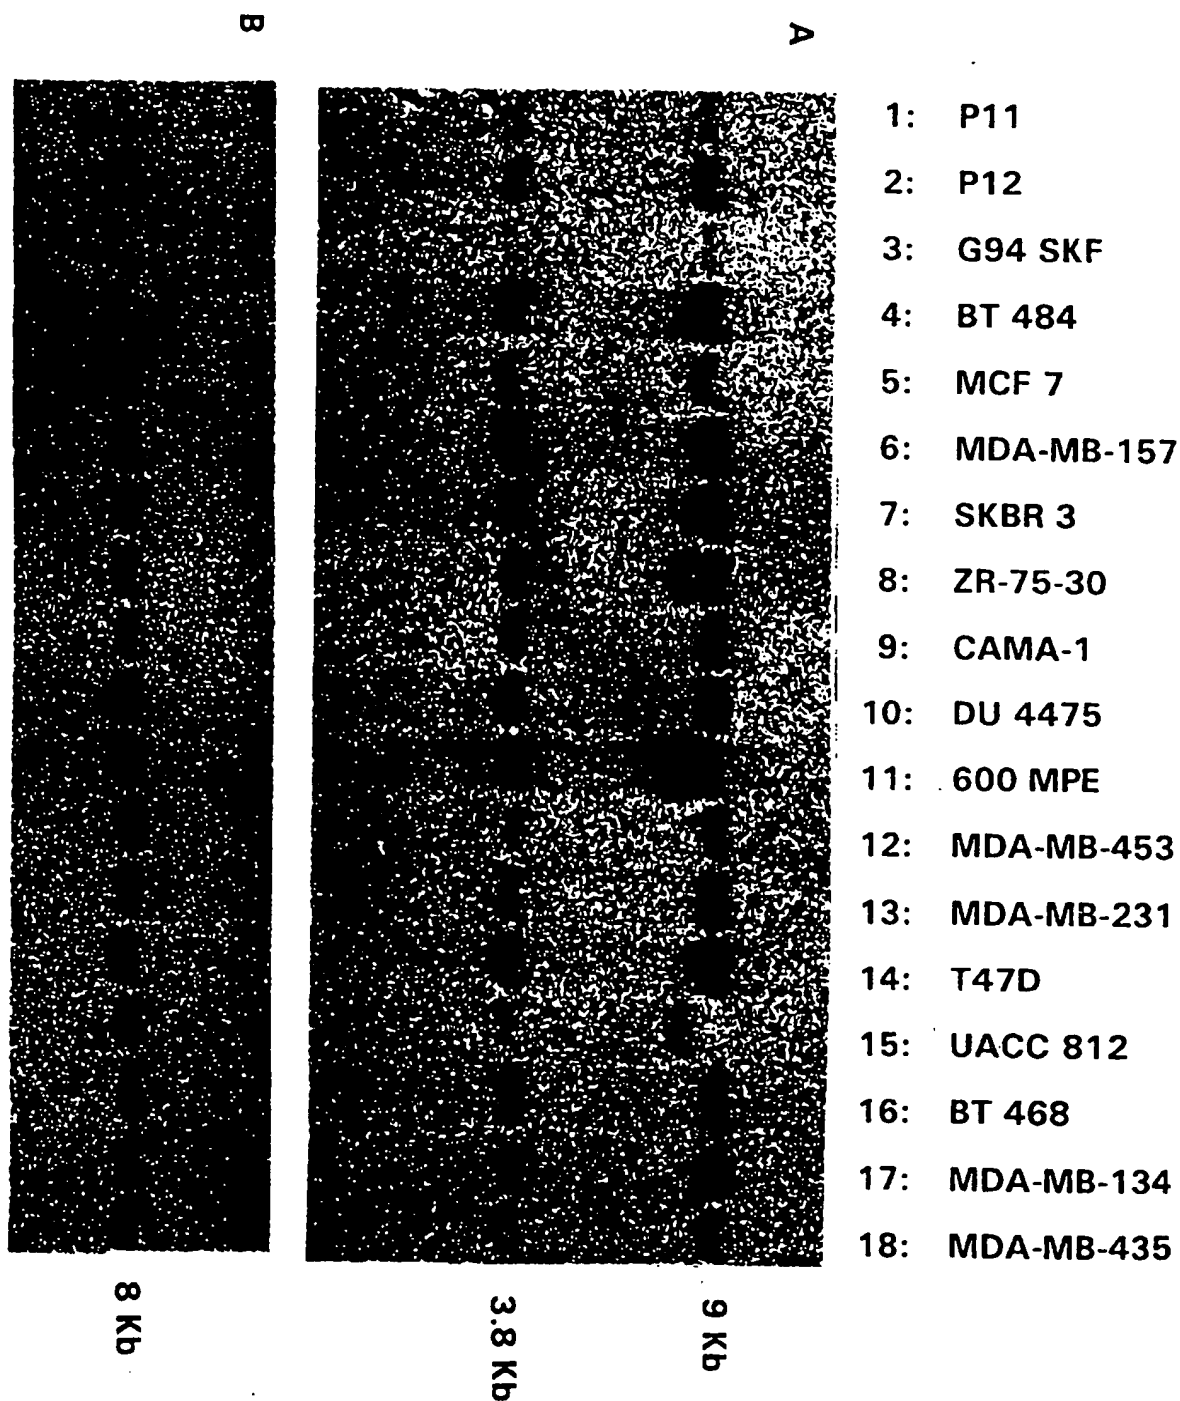 B
A
1: P11
2: P12
3: G94 SKF
4: BT 484
5: MCF 7
6: MDA-MB-157
7: SKBR 3
8: ZR-75-30
9: CAMA-1
10: DU 4475
11: 600 MPE
12: MDA-MB-453
13: MDA-MB-231
14: T47D
15: UACC 812
16: BT 468
17: MDA-MB-134
18: MDA-MB-435
8 Kb
3.8 Kb
9 Kb